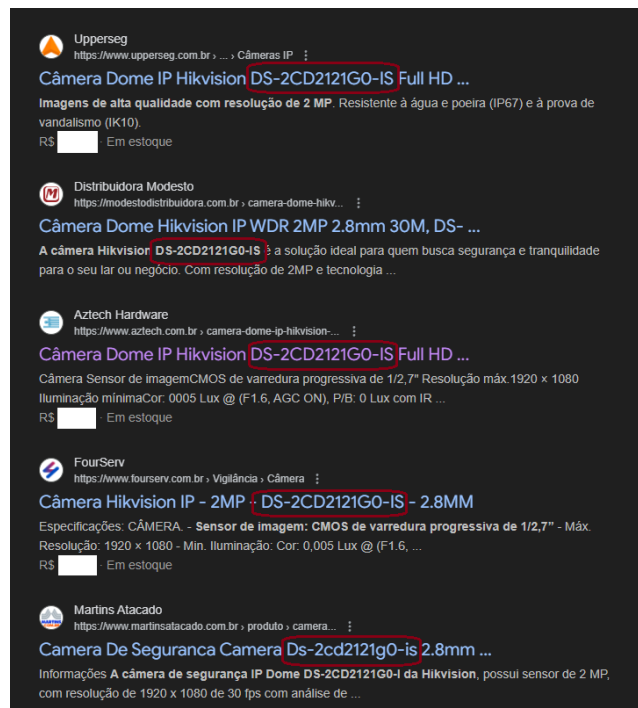 Upperseg
https://www.upperseg.com.br › ... › Câmeras IP
Câmera Dome IP Hikvision DS-2CD2121G0-IS Full HD ...
Imagens de alta qualidade com resolução de 2 MP. Resistente à água e poeira (IP67) e à prova de
vandalismo (IK10).
R$ · Em estoque
Distribuidora Modesto
https://modestodistribuidora.com.br › camera-dome-hikv...
Câmera Dome Hikvision IP WDR 2MP 2.8mm 30M, DS- ...
A câmera Hikvision DS-2CD2121G0-IS é a solução ideal para quem busca segurança e tranquilidade
para o seu lar ou negócio. Com resolução de 2MP e tecnologia ...
Aztech Hardware
https://www.aztech.com.br › camera-dome-ip-hikvision-...
Câmera Dome IP Hikvision DS-2CD2121G0-IS Full HD ...
Câmera Sensor de imagemCMOS de varredura progressiva de 1/2,7" Resolução máx.1920 × 1080
Iluminação mínimaCor: 0005 Lux @ (F1.6, AGC ON), P/B: 0 Lux com IR ...
R$ · Em estoque
FourServ
https://www.fourserv.com.br › Vigilância › Câmera
Câmera Hikvision IP - 2MP - DS-2CD2121G0-IS - 2.8MM
Especificações: CÂMERA. - Sensor de imagem: CMOS de varredura progressiva de 1/2,7” - Máx.
Resolução: 1920 × 1080 - Min. Iluminação: Cor: 0,005 Lux @ (F1.6, ...
R$ · Em estoque
Martins Atacado
https://www.martinsatacado.com.br › produto › camera...
Camera De Seguranca Camera Ds-2cd2121g0-is 2.8mm ...
Informações A câmera de segurança IP Dome DS-2CD2121G0-I da Hikvision, possui sensor de 2 MP,
com resolução de 1920 x 1080 de 30 fps com análise de ...